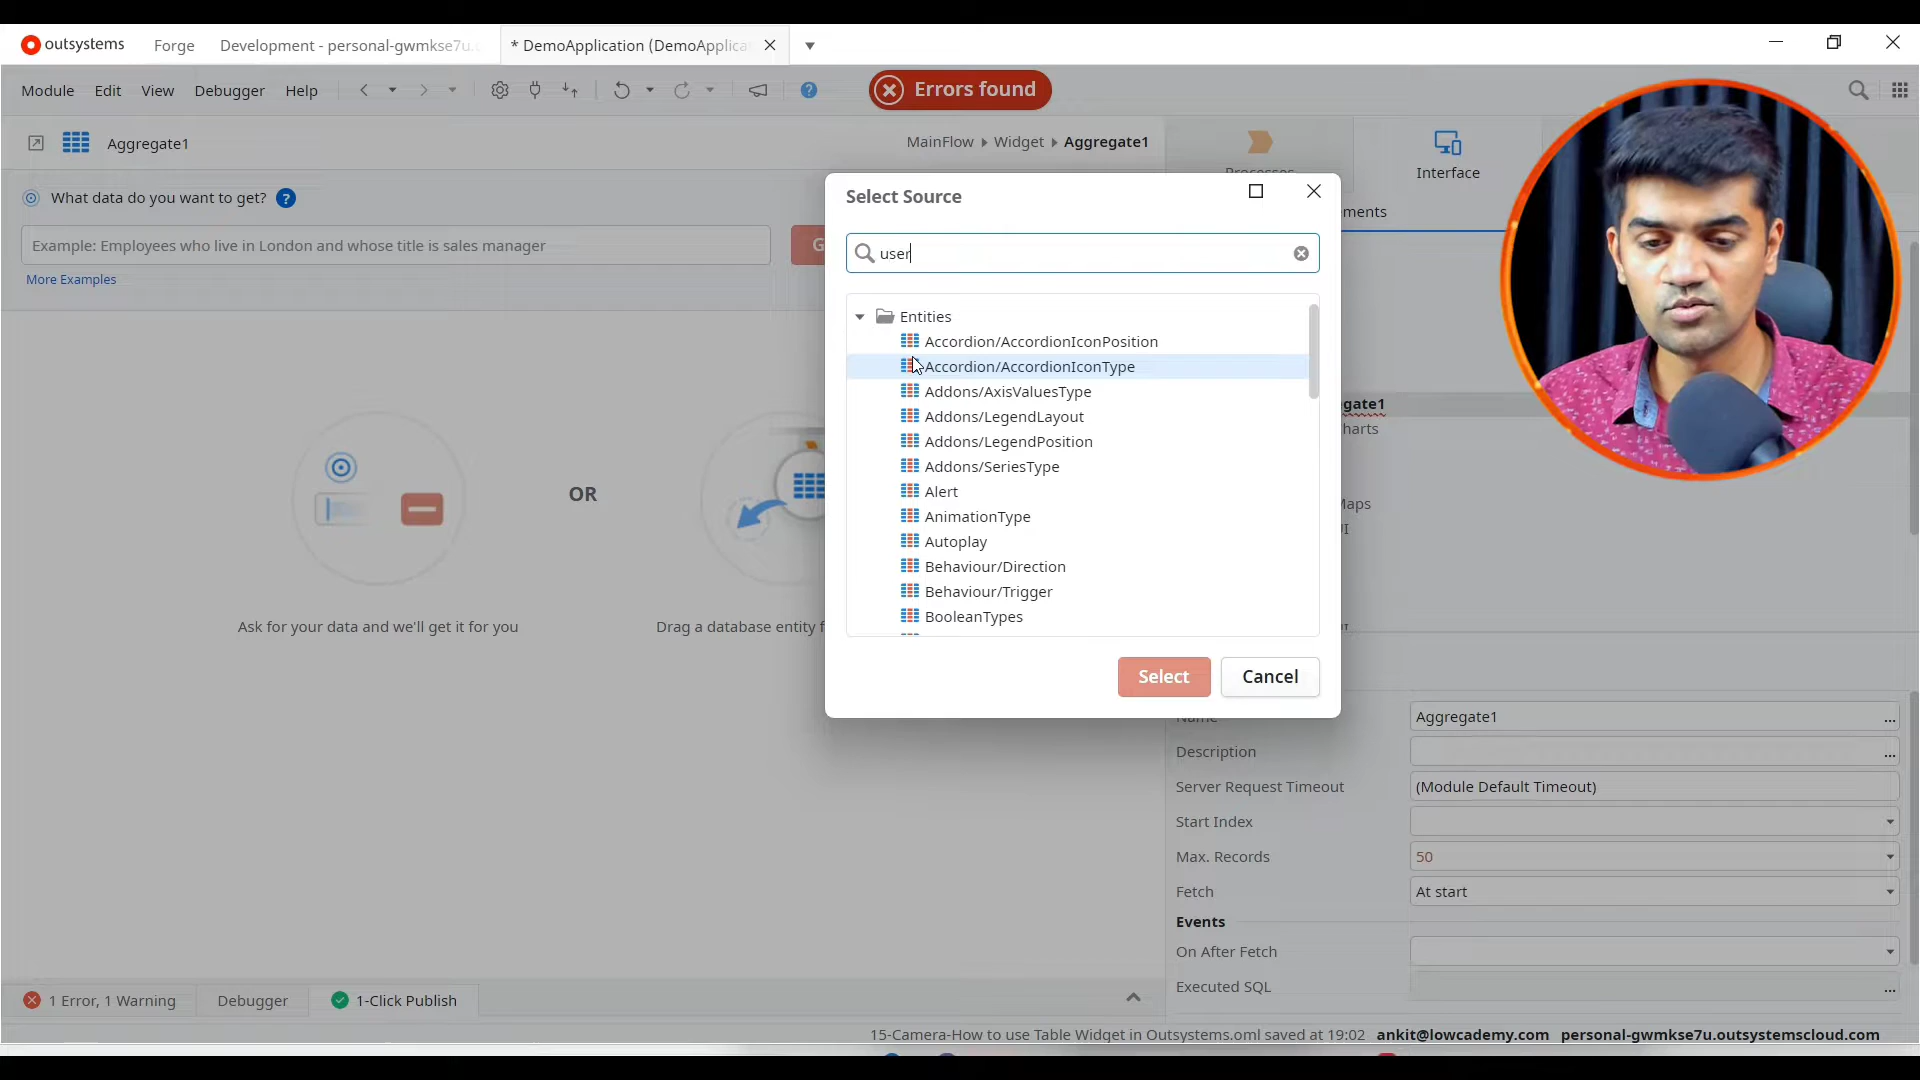 outsystems
Forge
Development - personal-gwmkse7u.
* DemoApplication (DemoApplica
Module
Edit
View
Debugger
Help
Errors found
Aggregate1
MainFlow
Widget
Aggregate1
Interface
What data do you want to get?
Example: Employees who live in London and whose title is sales manager
G
More Examples
ments
Select Source
user
Entities
Accordion/AccordionIconPosition
Accordion/AccordionIconType
Addons/AxisValuesType
Addons/LegendLayout
Addons/LegendPosition
Addons/SeriesType
Alert
AnimationType
Autoplay
Behaviour/Direction
Behaviour/Trigger
BooleanTypes
Select
Cancel
gate1
harts
Maps
UI
OR
Ask for your data and we'll get it for you
Drag a database entity f
Name
Aggregate1
...
Description
...
Server Request Timeout
(Module Default Timeout)
Start Index
Max. Records
50
Fetch
At start
Events
On After Fetch
Executed SQL
...
1 Error, 1 Warning
Debugger
1-Click Publish
15-Camera-How to use Table Widget in Outsystems.oml saved at 19:02
ankit@lowcademy.com
personal-gwmkse7u.outsystemscloud.com